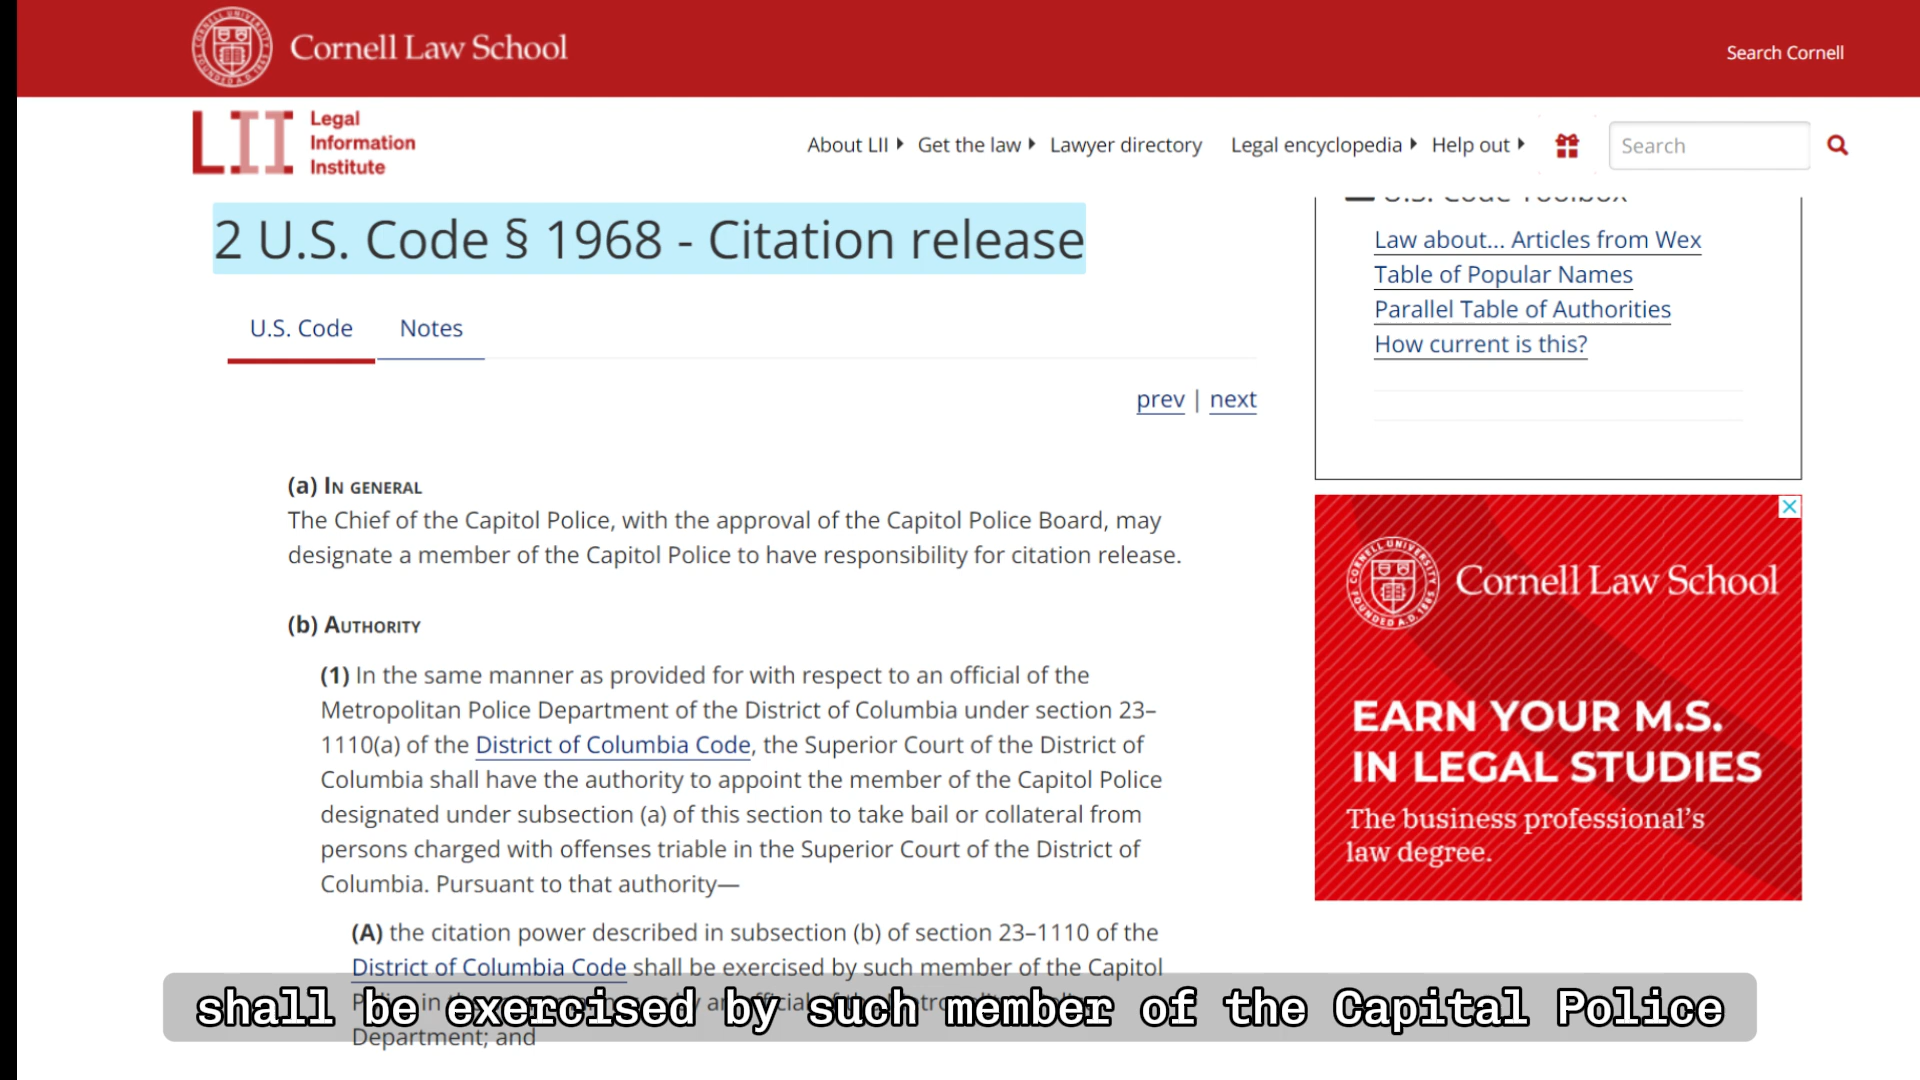 Cornell Law School
Search Cornell
LII Legal
Information
Institute
About LII
Get the law
Lawyer directory
Legal encyclopedia
Help out
Search
2 U.S. Code § 1968 - Citation release
U.S. Code Toolbox
Law about... Articles from Wex
Table of Popular Names
Parallel Table of Authorities
How current is this?
U.S. Code
Notes
prev | next
(a) IN GENERAL
The Chief of the Capitol Police, with the approval of the Capitol Police Board, may
designate a member of the Capitol Police to have responsibility for citation release.
(b) AUTHORITY
(1) In the same manner as provided for with respect to an official of the
Metropolitan Police Department of the District of Columbia under section 23–
1110(a) of the District of Columbia Code, the Superior Court of the District of
Columbia shall have the authority to appoint the member of the Capitol Police
designated under subsection (a) of this section to take bail or collateral from
persons charged with offenses triable in the Superior Court of the District of
Columbia. Pursuant to that authority—
(A) the citation power described in subsection (b) of section 23–1110 of the
District of Columbia Code shall be exercised by such member of the Capitol
Department; and
shall be exercised by such member of the Capital Police
Cornell Law School
EARN YOUR M.S.
IN LEGAL STUDIES
The business professional's
law degree.